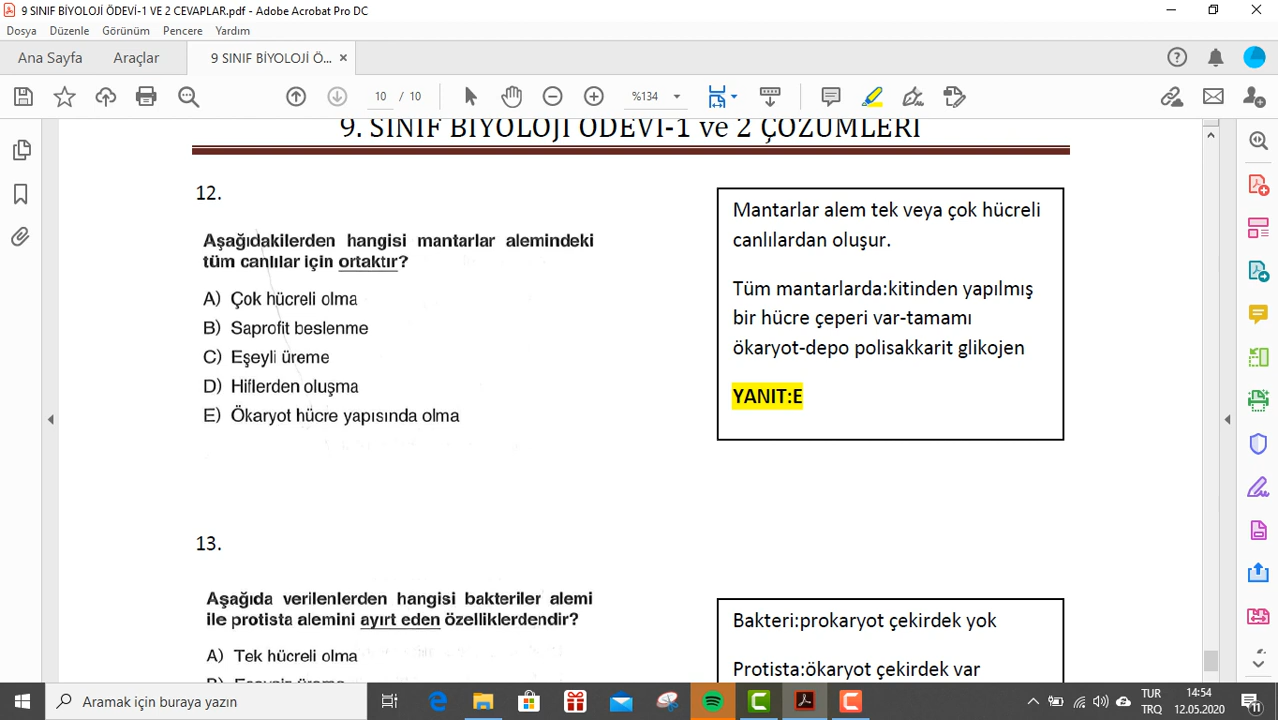 9 SINIF BİYOLOJİ ÖDEVİ-1 VE 2 CEVAPLAR.pdf - Adobe Acrobat Pro DC
Dosya Düzenle Görünüm Pencere Yardım
Ana Sayfa Araçlar 9 SINIF BİYOLOJİ Ö... ×
10 / 10 %134
9. SINIF BİYOLOJİ ÖDEVİ-1 ve 2 ÇÖZÜMLERİ
12.
Aşağıdakilerden hangisi mantarlar alemindeki
tüm canlılar için ortaktır?
A) Çok hücreli olma
B) Saprofit beslenme
C) Eşeyli üreme
D) Hiflerden oluşma
E) Ökaryot hücre yapısında olma
Mantarlar alem tek veya çok hücreli
canlılardan oluşur.
Tüm mantarlarda:kitinden yapılmış
bir hücre çeperi var-tamamı
ökaryot-depo polisakkarit glikojen
YANIT:E
13.
Aşağıda verilenlerden hangisi bakteriler alemi
ile protista alemini ayırt eden özelliklerdendir?
A) Tek hücreli olma
Bakteri:prokaryot çekirdek yok
Protista:ökaryot çekirdek var
Aramak için buraya yazın
TUR
TRQ
14:54
12.05.2020
11